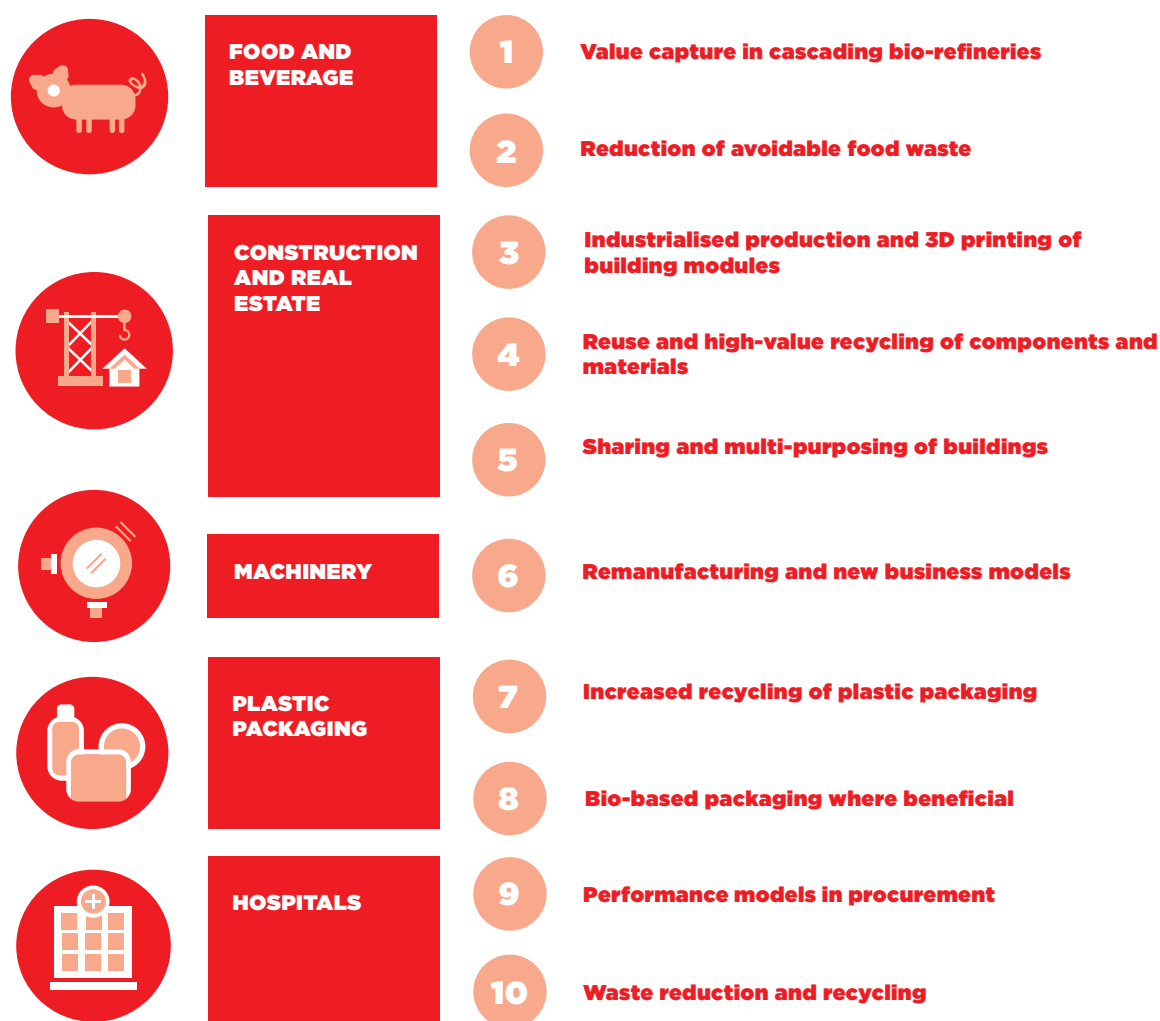 FOOD AND
BEVERAGE
1
Value capture in cascading bio-refineries
2
Reduction of avoidable food waste
CONSTRUCTION
AND REAL
ESTATE
3
Industrialised production and 3D printing of
building modules
4
Reuse and high-value recycling of components and
materials
5
Sharing and multi-purposing of buildings
MACHINERY
6
Remanufacturing and new business models
PLASTIC
PACKAGING
7
Increased recycling of plastic packaging
8
Bio-based packaging where beneficial
HOSPITALS
9
Performance models in procurement
10
Waste reduction and recycling